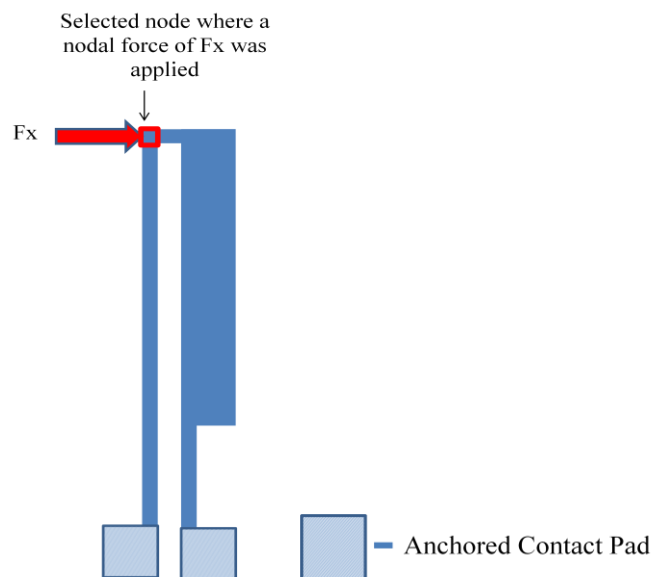 Selected node where a
nodal force of Fx was
applied
Fx
Anchored Contact Pad